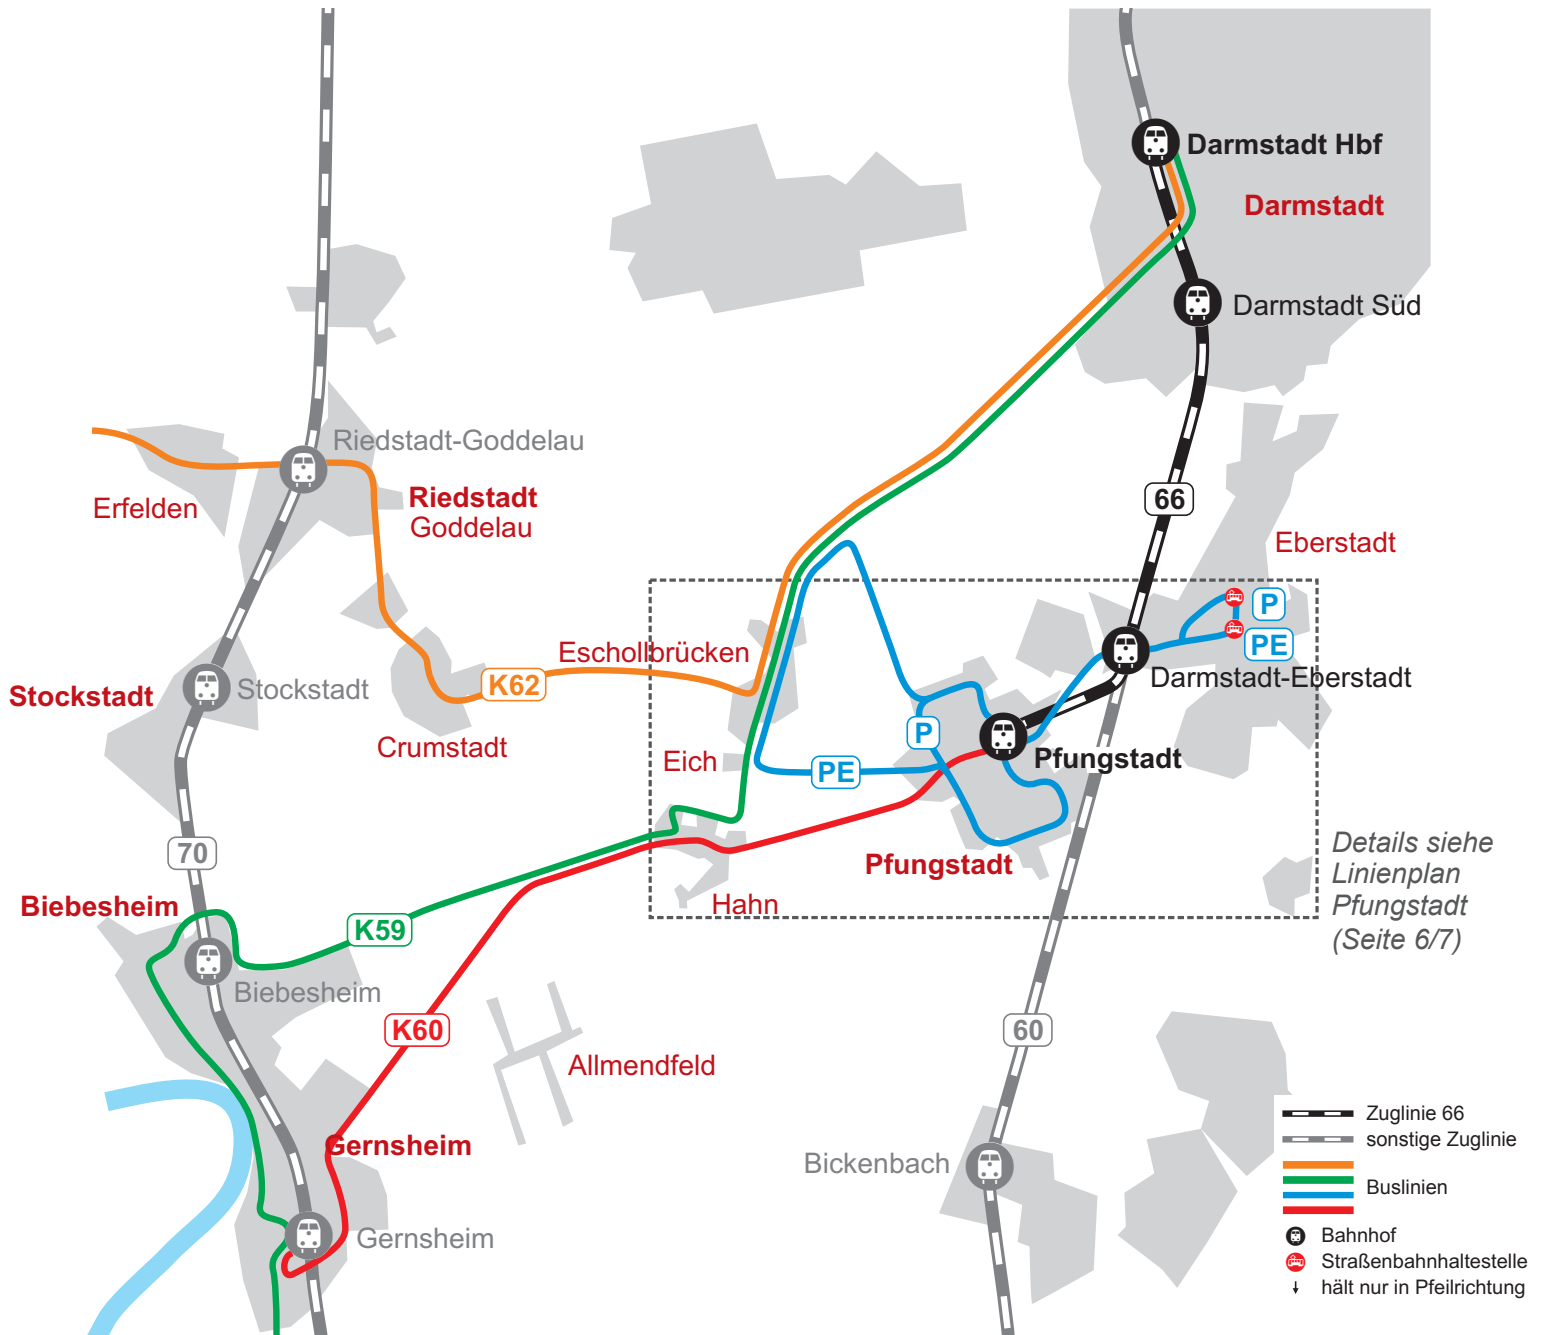 Darmstadt Hbf
Darmstadt
Darmstadt Süd
Riedstadt-Goddelau
Riedstadt
Goddelau
Erfelden
66
Eberstadt
P
PE
Eschollbrücken
K62
Stockstadt
Stockstadt
Darmstadt-Eberstadt
Crumstadt
P
Eich
PE
Pfungstadt
70
Pfungstadt
Details siehe
Linienplan
Pfungstadt
(Seite 6/7)
Biebesheim
Hahn
K59
Biebesheim
K60
60
Allmendfeld
Gernsheim
Bickenbach
Gernsheim
Zuglinie 66
sonstige Zuglinie
Buslinien
Bahnhof
Straßenbahnhaltestelle
hält nur in Pfeilrichtung